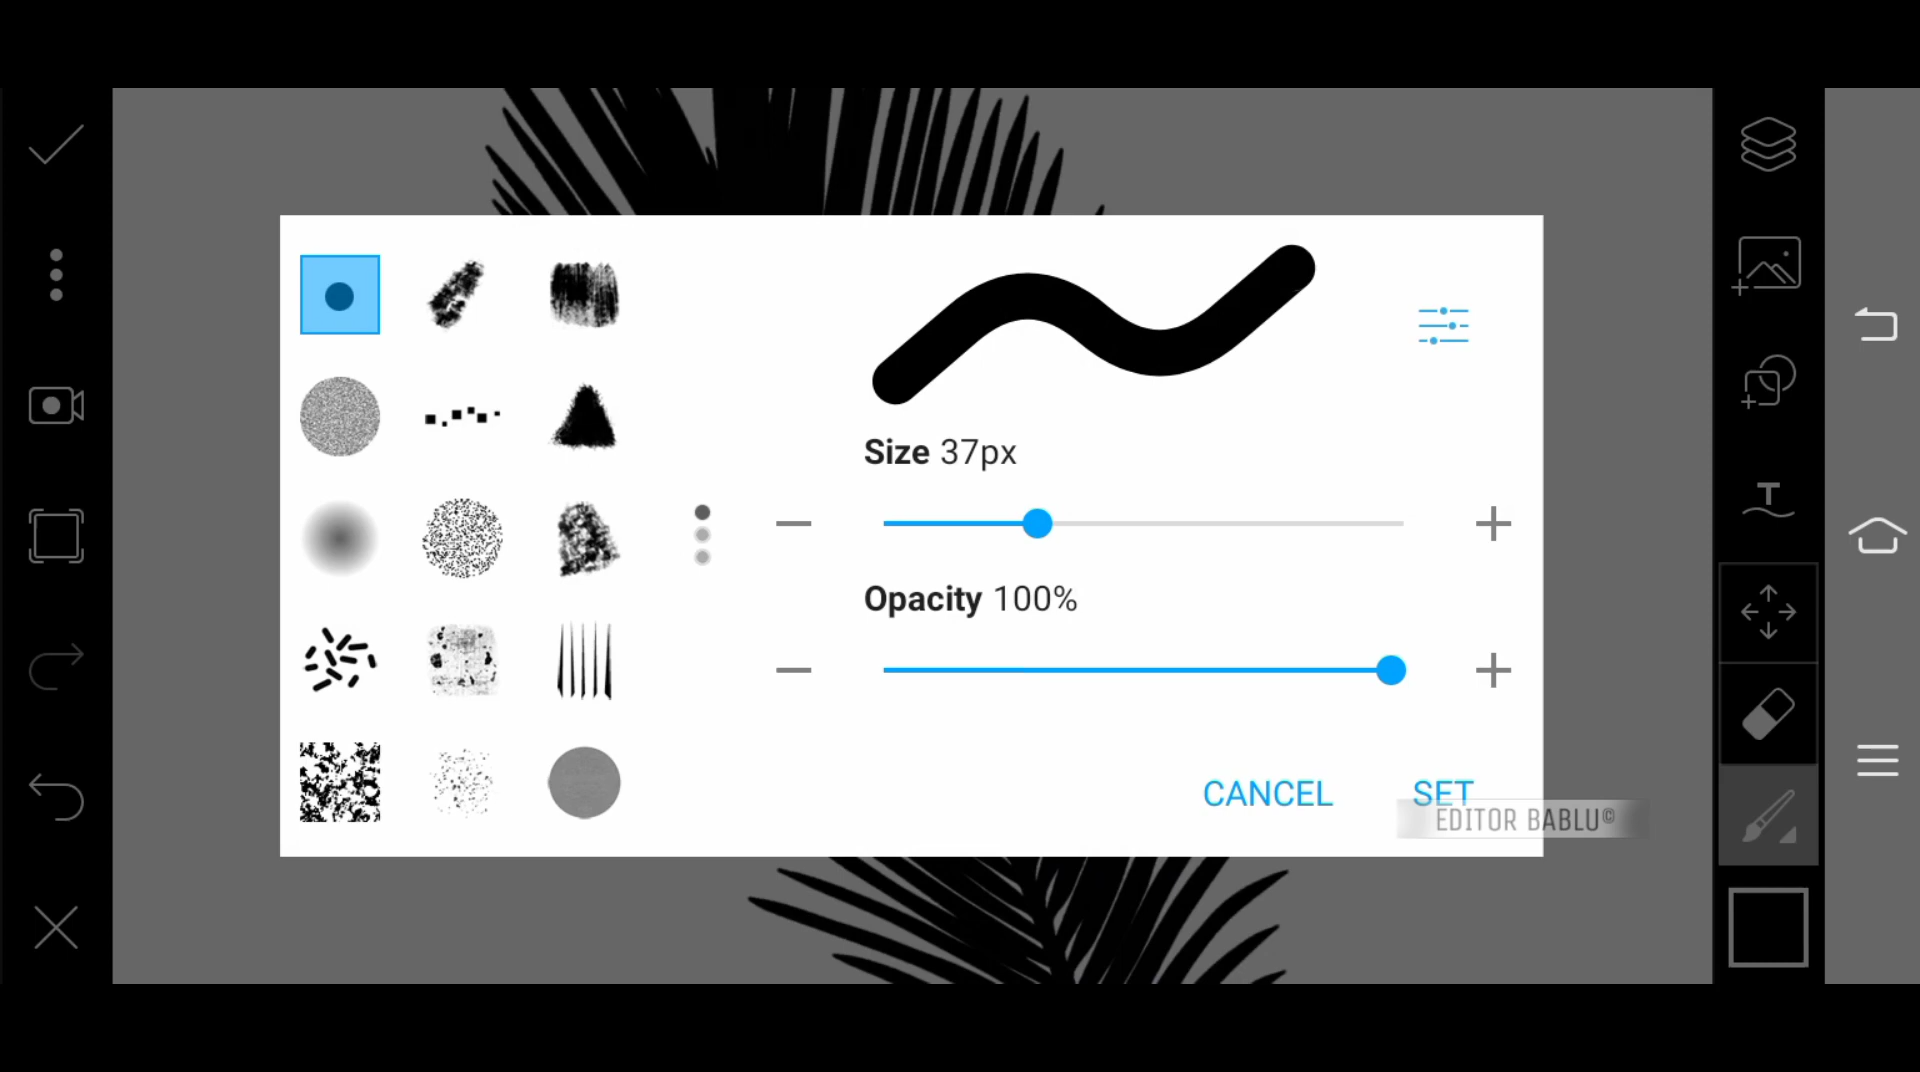 Size 37px
Opacity 100%
CANCEL
SET
EDITOR BABLU©
T